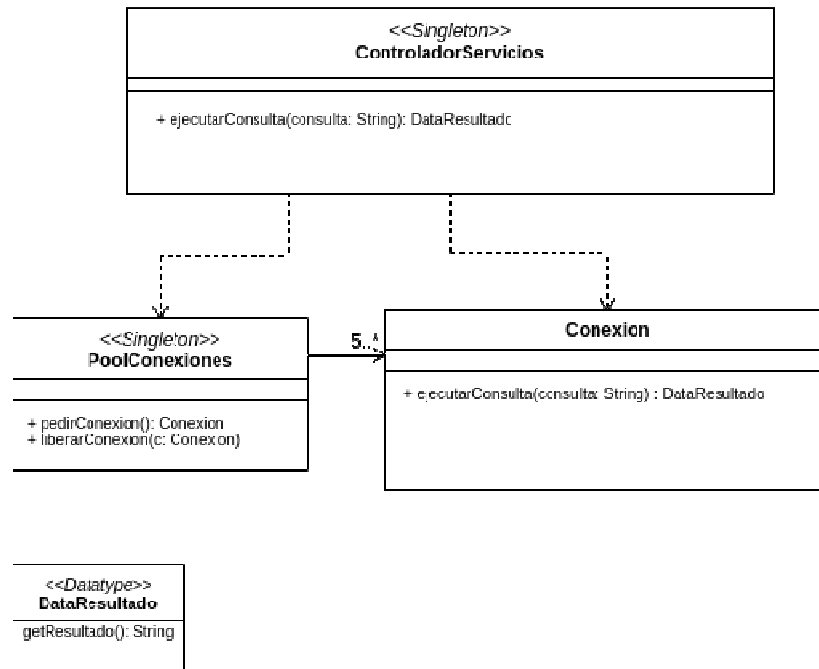 <<Singleton>>
ControladorServicios
+ ejecutarConsulta(consulta: String): DataResultado
<<Singleton>>
PoolConexiones
+ pedirConexion(): Conexion
+ liberarConexion(c: Conexion)
5..*
Conexion
+ ejecutarConsulta(consulta: String) : DataResultado
<<Datatype>>
DataResultado
getResultado(): String